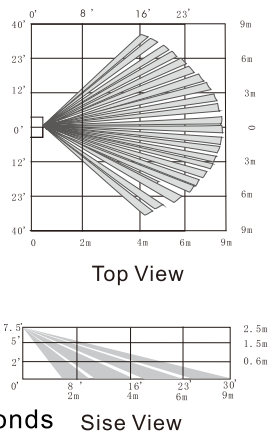 0' 8 ' 16' 23'
40' 9m
23' 6m
12' 3m
0' 0
12' 3m
23' 6m
40' 9m
0 2m 4m 6m 9m
Top View
7.5' 2.5m
5' 1.5m
2' 0.6m
0' 8' 16' 23' 30'
2m 4m 6m 9m
onds Sise View